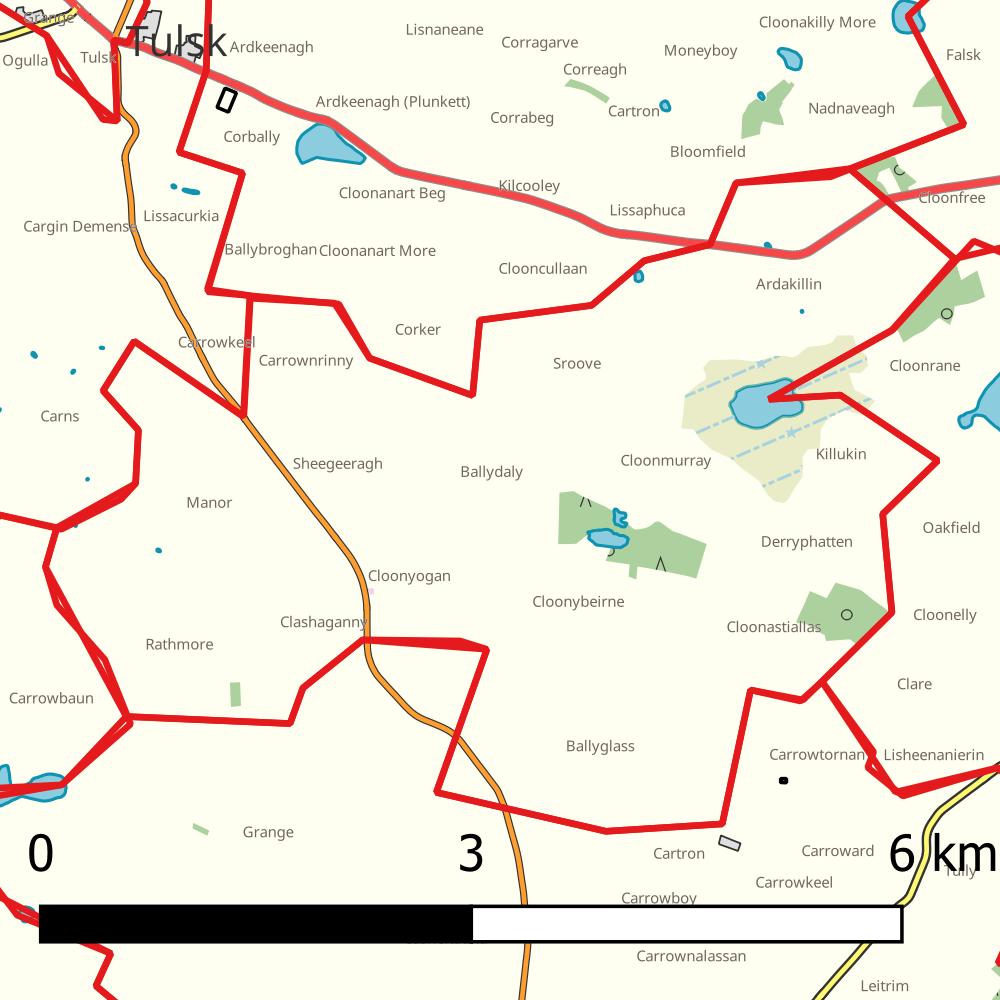 Grange
Lisnaneane
Cloonakilly More
Tulsk
Ardkeenagh
Corragarve
Moneyboy
Falsk
Ogulla
Tulsk
Correagh
Ardkeenagh (Plunkett)
Corrabeg
Cartron
Nadnaveagh
Corbally
Bloomfield
Kilcooley
Cloonanart Beg
Cloonfree
Lissacurkia
Lissaphuca
Cargin Demense
Ballybroghan
Cloonanart More
Clooncullaan
Ardakillin
Corker
Carrowkeel
Carrownrinny
Sroove
Cloonrane
Carns
Killukin
Sheegeeragh
Ballydaly
Cloonmurray
Manor
Oakfield
Derryphatten
Cloonyogan
Cloonybeirne
Cloonelly
Clashaganny
Cloonastiallas
Rathmore
Clare
Carrowbaun
Ballyglass
Carrowtornan
Lisheenanierin
Grange
0
3
6 km
Cartron
Carroward
Tully
Carrowkeel
Carrowboy
Carrownalassan
Leitrim